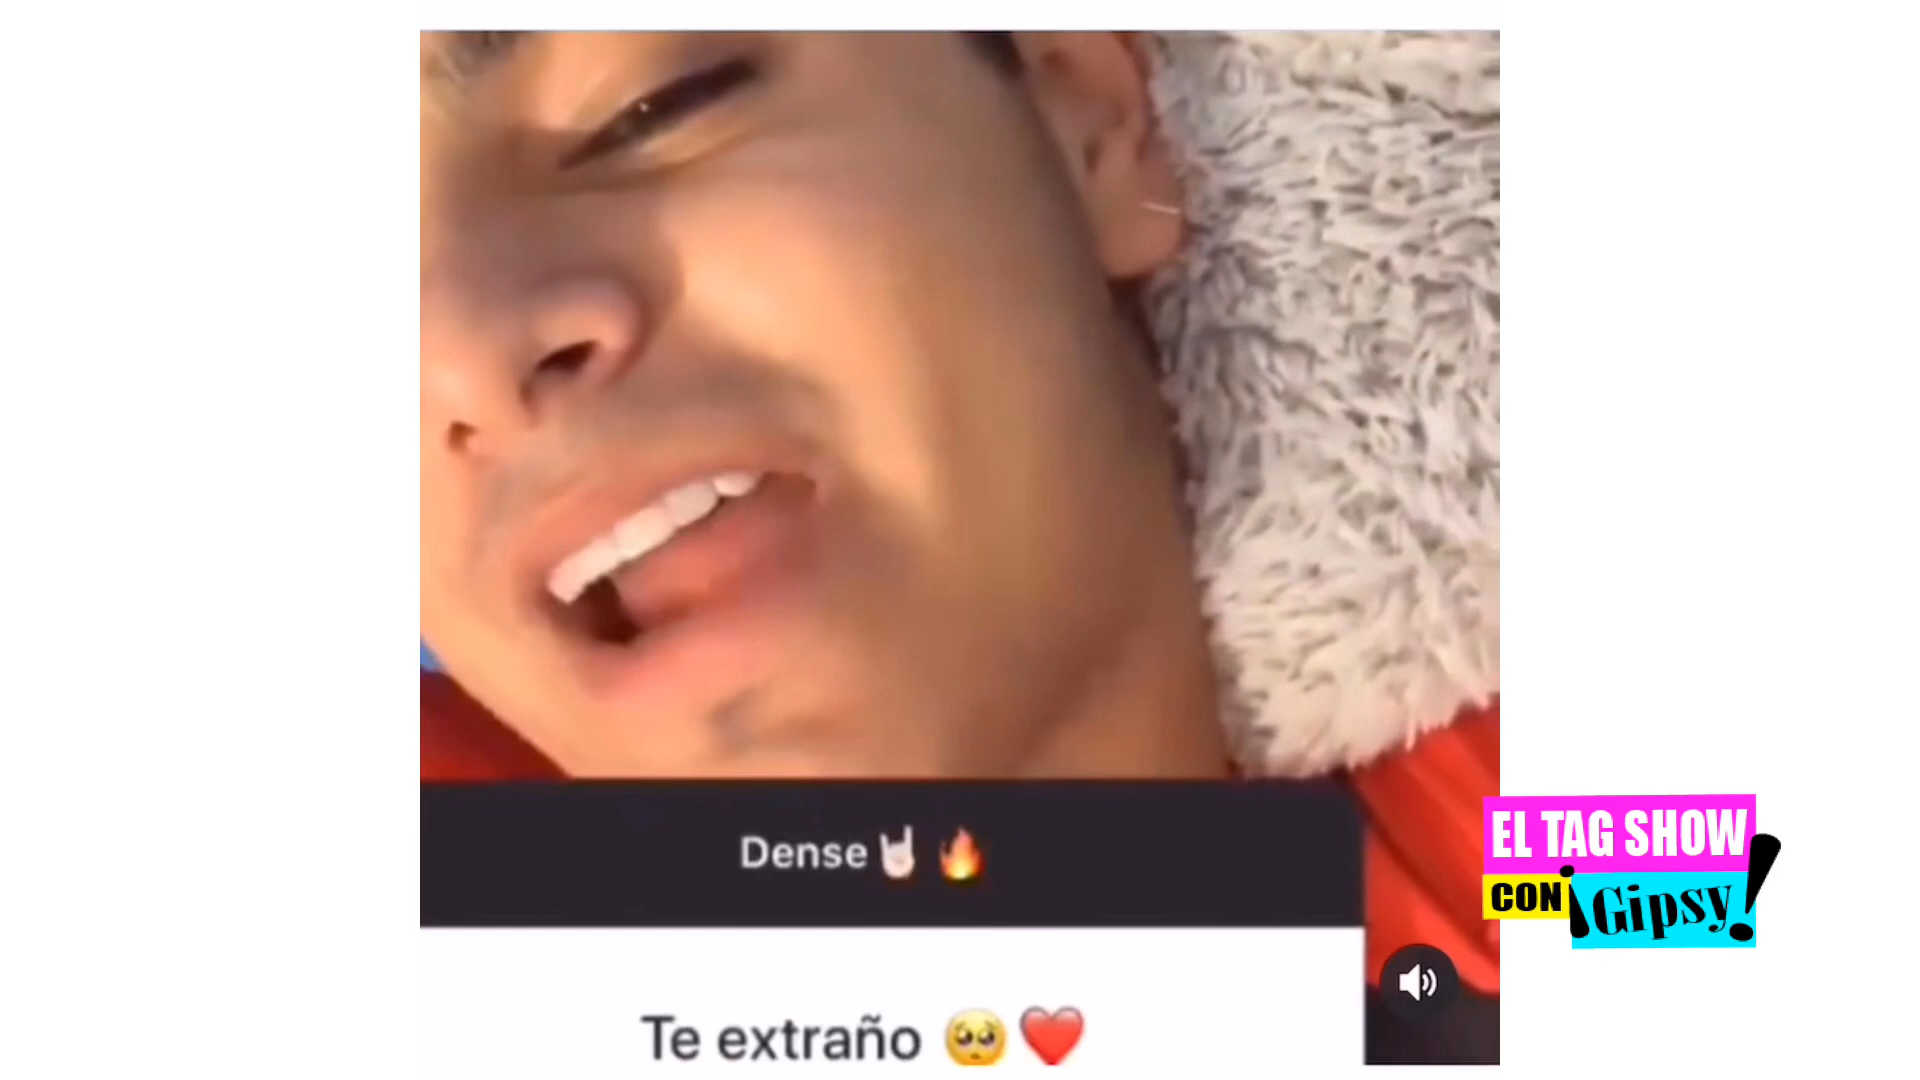 Dense🤘🏻 🔥
Te extraño 🥺❤️
EL TAG SHOW
CON ¡Gipsy!